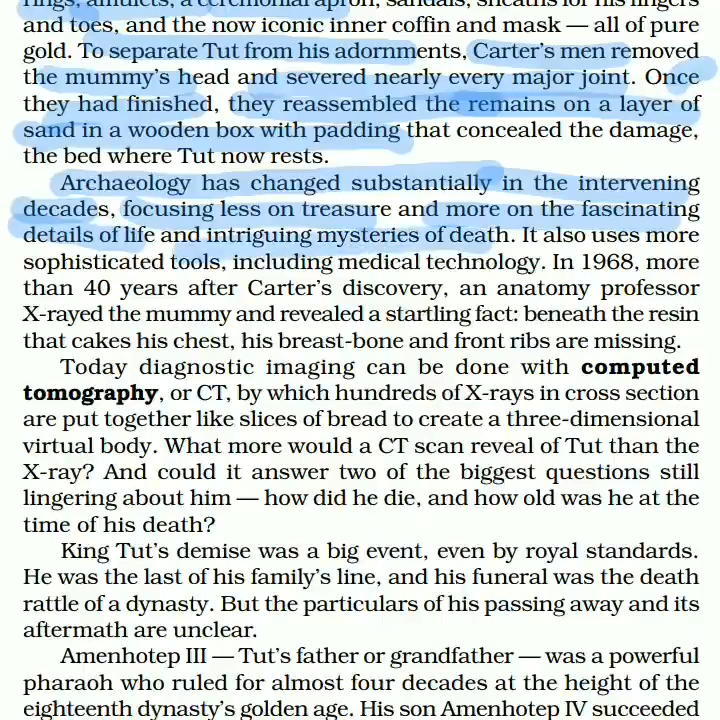 rings, amulets, a ceremonial apron, sandals, sheaths for his fingers
and toes, and the now iconic inner coffin and mask — all of pure
gold. To separate Tut from his adornments, Carter's men removed
the mummy's head and severed nearly every major joint. Once
they had finished, they reassembled the remains on a layer of
sand in a wooden box with padding that concealed the damage,
the bed where Tut now rests.
Archaeology has changed substantially in the intervening
decades, focusing less on treasure and more on the fascinating
details of life and intriguing mysteries of death. It also uses more
sophisticated tools, including medical technology. In 1968, more
than 40 years after Carter's discovery, an anatomy professor
X-rayed the mummy and revealed a startling fact: beneath the resin
that cakes his chest, his breast-bone and front ribs are missing.
Today diagnostic imaging can be done with computed
tomography, or CT, by which hundreds of X-rays in cross section
are put together like slices of bread to create a three-dimensional
virtual body. What more would a CT scan reveal of Tut than the
X-ray? And could it answer two of the biggest questions still
lingering about him — how did he die, and how old was he at the
time of his death?
King Tut's demise was a big event, even by royal standards.
He was the last of his family's line, and his funeral was the death
rattle of a dynasty. But the particulars of his passing away and its
aftermath are unclear.
Amenhotep III — Tut's father or grandfather — was a powerful
pharaoh who ruled for almost four decades at the height of the
eighteenth dynasty's golden age. His son Amenhotep IV succeeded